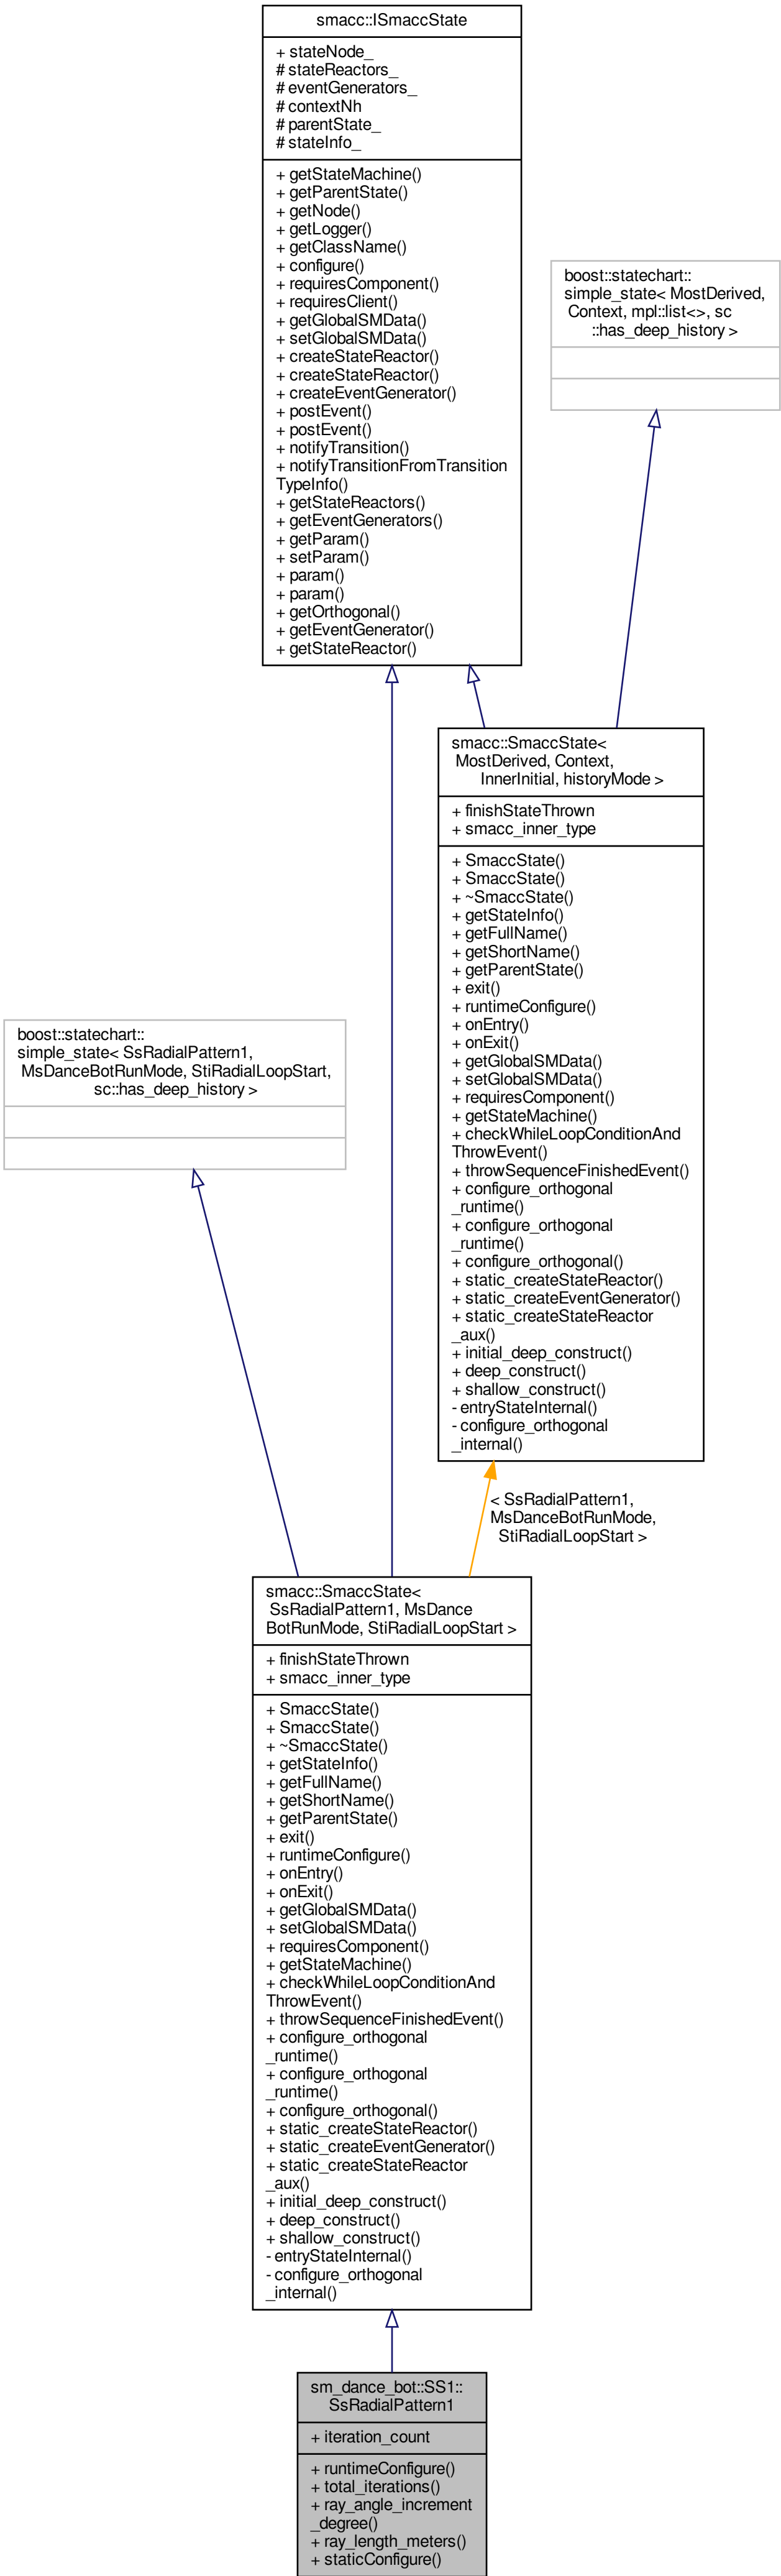 smacc::ISmaccState
+ stateNode_
# stateReactors_
# eventGenerators_
# contextNh
# parentState_
# stateInfo_
+ getStateMachine()
+ getParentState()
+ getNode()
+ getLogger()
+ getClassName()
+ configure()
+ requiresComponent()
+ requiresClient()
+ getGlobalSMData()
+ setGlobalSMData()
+ createStateReactor()
+ createStateReactor()
+ createEventGenerator()
+ postEvent()
+ postEvent()
+ notifyTransition()
+ notifyTransitionFromTransition
TypeInfo()
+ getStateReactors()
+ getEventGenerators()
+ getParam()
+ setParam()
+ param()
+ param()
+ getOrthogonal()
+ getEventGenerator()
+ getStateReactor()
boost::statechart::
simple_state< MostDerived,
Context, mpl::list<>, sc
::has_deep_history >
smacc::SmaccState<
MostDerived, Context,
InnerInitial, historyMode >
+ finishStateThrown
+ smacc_inner_type
+ SmaccState()
+ SmaccState()
+ ~SmaccState()
+ getStateInfo()
+ getFullName()
+ getShortName()
+ getParentState()
+ exit()
+ runtimeConfigure()
+ onEntry()
+ onExit()
+ getGlobalSMData()
+ setGlobalSMData()
+ requiresComponent()
+ getStateMachine()
+ checkWhileLoopConditionAnd
ThrowEvent()
+ throwSequenceFinishedEvent()
+ configure_orthogonal
_runtime()
+ configure_orthogonal
_runtime()
+ configure_orthogonal()
+ static_createStateReactor()
+ static_createEventGenerator()
+ static_createStateReactor
_aux()
+ initial_deep_construct()
+ deep_construct()
+ shallow_construct()
- entryStateInternal()
- configure_orthogonal
_internal()
boost::statechart::
simple_state< SsRadialPattern1,
MsDanceBotRunMode, StiRadialLoopStart,
sc::has_deep_history >
< SsRadialPattern1,
MsDanceBotRunMode,
StiRadialLoopStart >
smacc::SmaccState<
SsRadialPattern1, MsDance
BotRunMode, StiRadialLoopStart >
+ finishStateThrown
+ smacc_inner_type
+ SmaccState()
+ SmaccState()
+ ~SmaccState()
+ getStateInfo()
+ getFullName()
+ getShortName()
+ getParentState()
+ exit()
+ runtimeConfigure()
+ onEntry()
+ onExit()
+ getGlobalSMData()
+ setGlobalSMData()
+ requiresComponent()
+ getStateMachine()
+ checkWhileLoopConditionAnd
ThrowEvent()
+ throwSequenceFinishedEvent()
+ configure_orthogonal
_runtime()
+ configure_orthogonal
_runtime()
+ configure_orthogonal()
+ static_createStateReactor()
+ static_createEventGenerator()
+ static_createStateReactor
_aux()
+ initial_deep_construct()
+ deep_construct()
+ shallow_construct()
- entryStateInternal()
- configure_orthogonal
_internal()
sm_dance_bot::SS1::
SsRadialPattern1
+ iteration_count
+ runtimeConfigure()
+ total_iterations()
+ ray_angle_increment
_degree()
+ ray_length_meters()
+ staticConfigure()